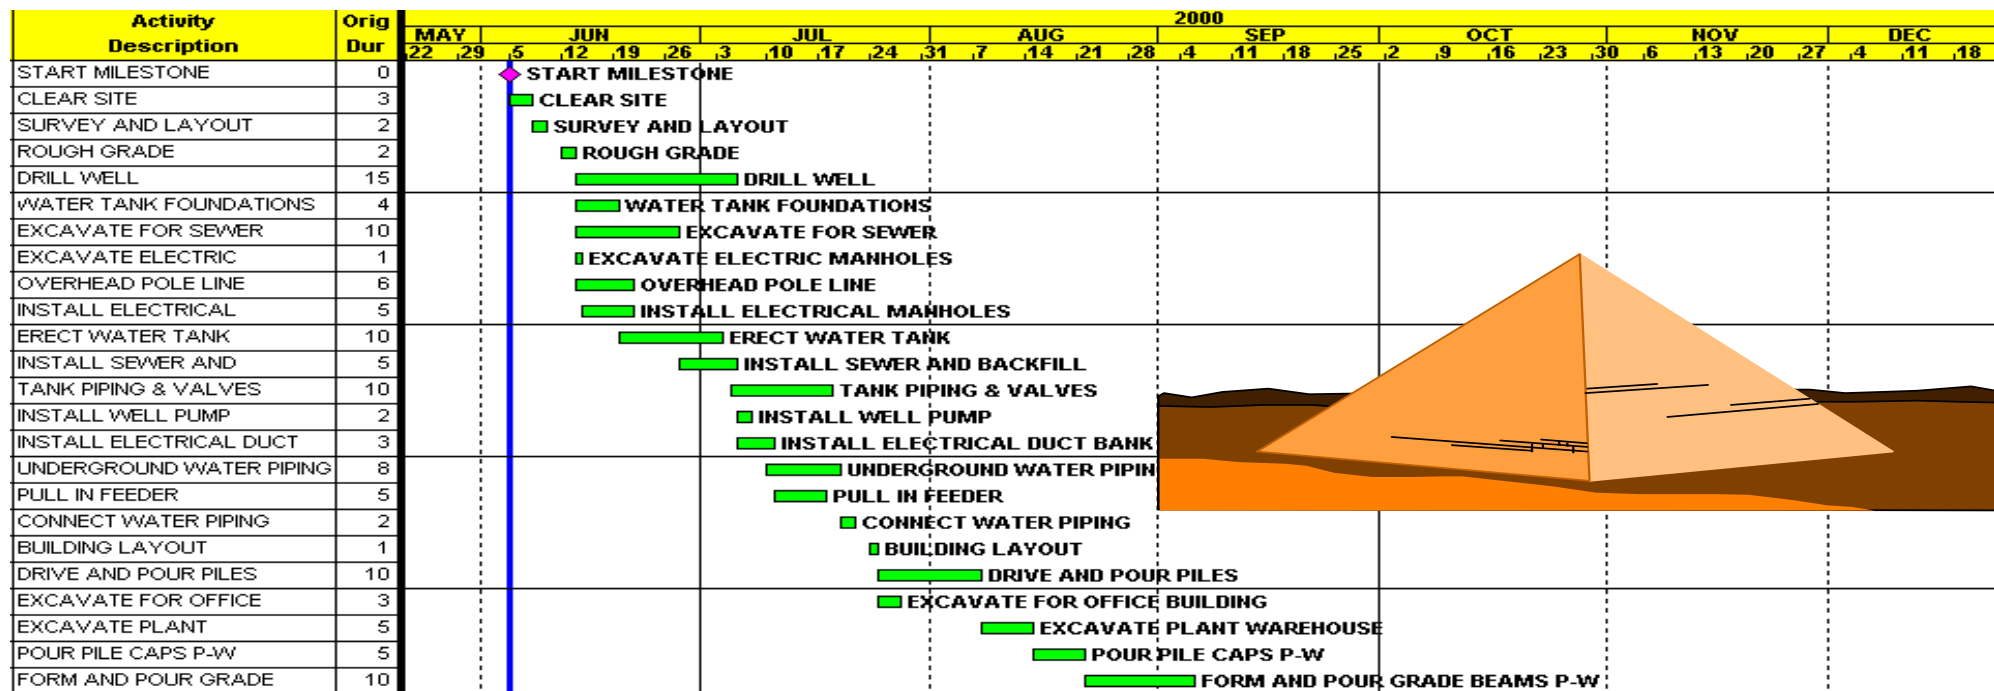 Activity Description Orig Dur
2000
MAY JUN JUL AUG SEP OCT NOV DEC
22 29 5 12 19 26 3 10 17 24 31 7 14 21 28 4 11 18 25 2 9 16 23 30 6 13 20 27 4 11 18
START MILESTONE 0 START MILESTONE
CLEAR SITE 3 CLEAR SITE
SURVEY AND LAYOUT 2 SURVEY AND LAYOUT
ROUGH GRADE 2 ROUGH GRADE
DRILL WELL 15 DRILL WELL
WATER TANK FOUNDATIONS 4 WATER TANK FOUNDATIONS
EXCAVATE FOR SEWER 10 EXCAVATE FOR SEWER
EXCAVATE ELECTRIC 1 EXCAVATE ELECTRIC MANHOLES
OVERHEAD POLE LINE 6 OVERHEAD POLE LINE
INSTALL ELECTRICAL 5 INSTALL ELECTRICAL MANHOLES
ERECT WATER TANK 10 ERECT WATER TANK
INSTALL SEWER AND 5 INSTALL SEWER AND BACKFILL
TANK PIPING & VALVES 10 TANK PIPING & VALVES
INSTALL WELL PUMP 2 INSTALL WELL PUMP
INSTALL ELECTRICAL DUCT 3 INSTALL ELECTRICAL DUCT BANK
UNDERGROUND WATER PIPING 8 UNDERGROUND WATER PIPIN
PULL IN FEEDER 5 PULL IN FEEDER
CONNECT WATER PIPING 2 CONNECT WATER PIPING
BUILDING LAYOUT 1 BUILDING LAYOUT
DRIVE AND POUR PILES 10 DRIVE AND POUR PILES
EXCAVATE FOR OFFICE 3 EXCAVATE FOR OFFICE BUILDING
EXCAVATE PLANT 5 EXCAVATE PLANT WAREHOUSE
POUR PILE CAPS P-W 5 POUR PILE CAPS P-W
FORM AND POUR GRADE 10 FORM AND POUR GRADE BEAMS P-W